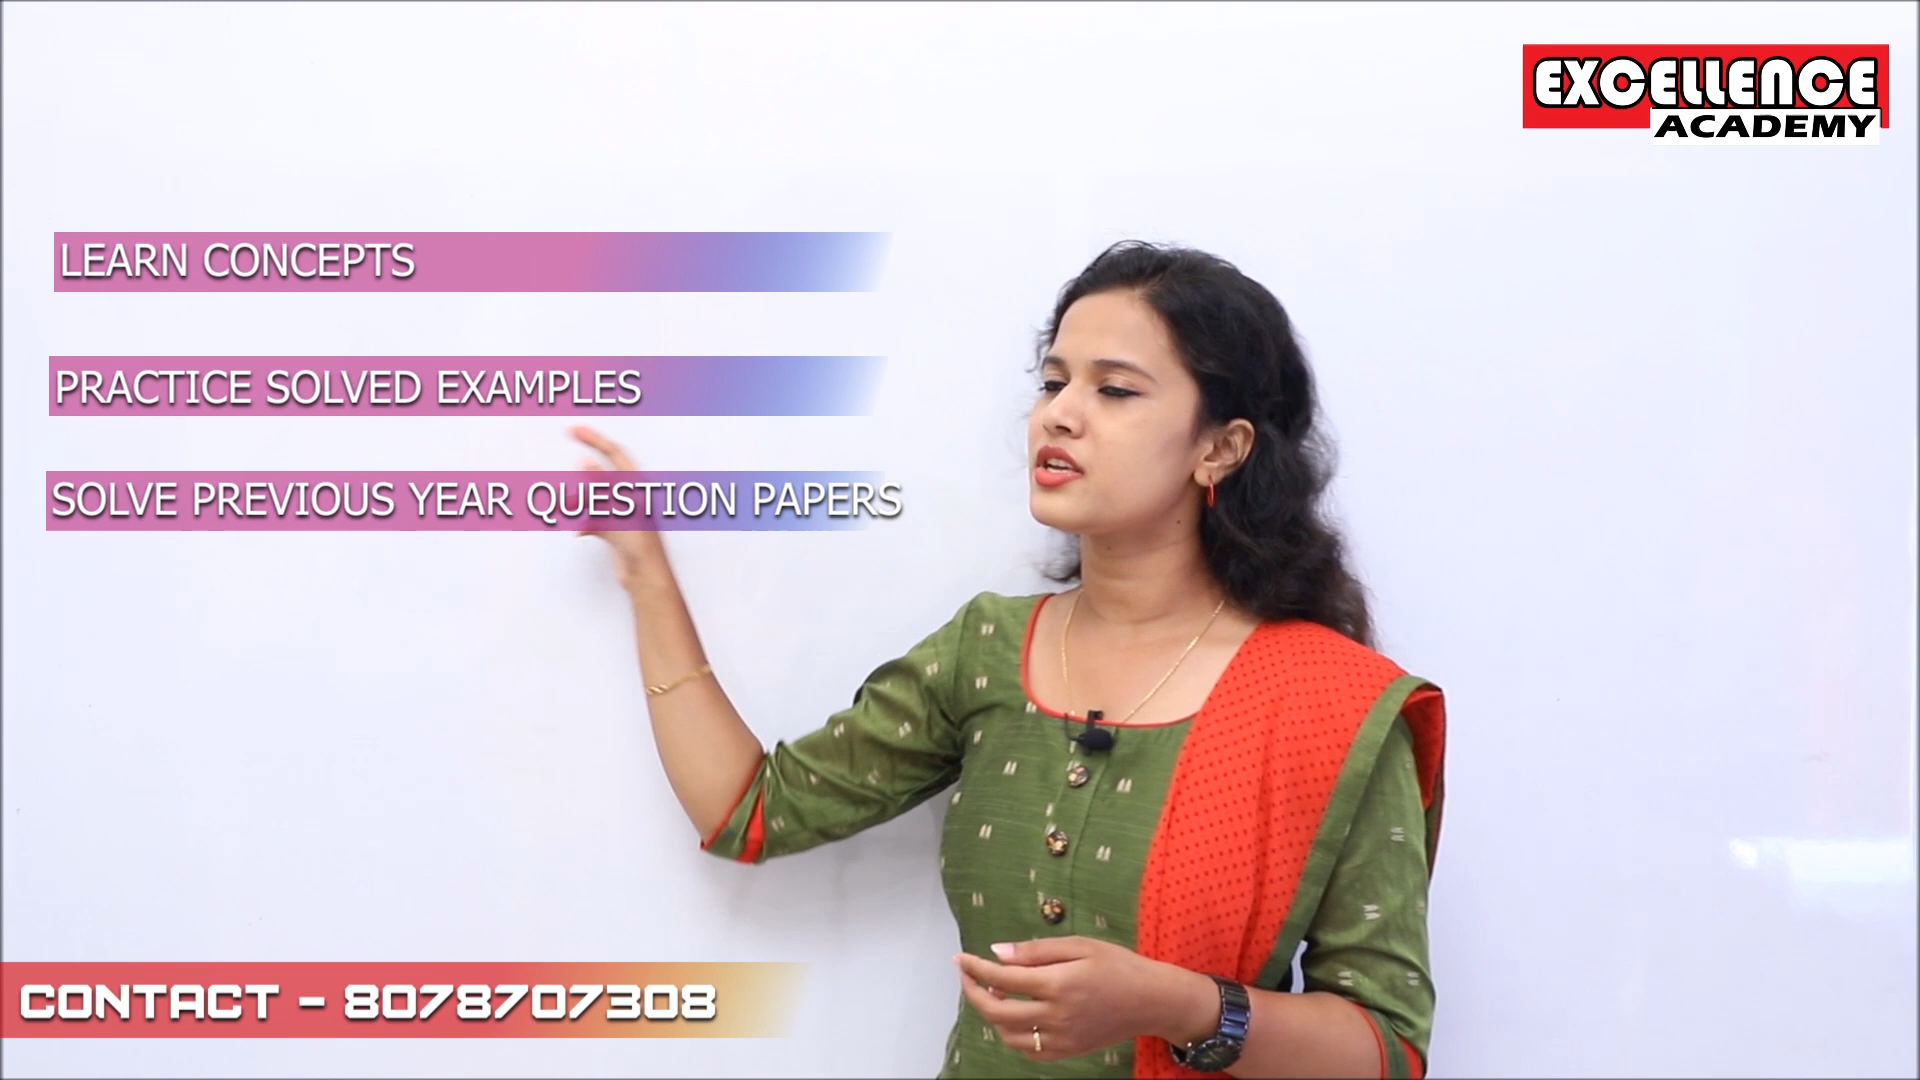 EXCELLENCE
ACADEMY
LEARN CONCEPTS
PRACTICE SOLVED EXAMPLES
SOLVE PREVIOUS YEAR QUESTION PAPERS
CONTACT - 8078707308